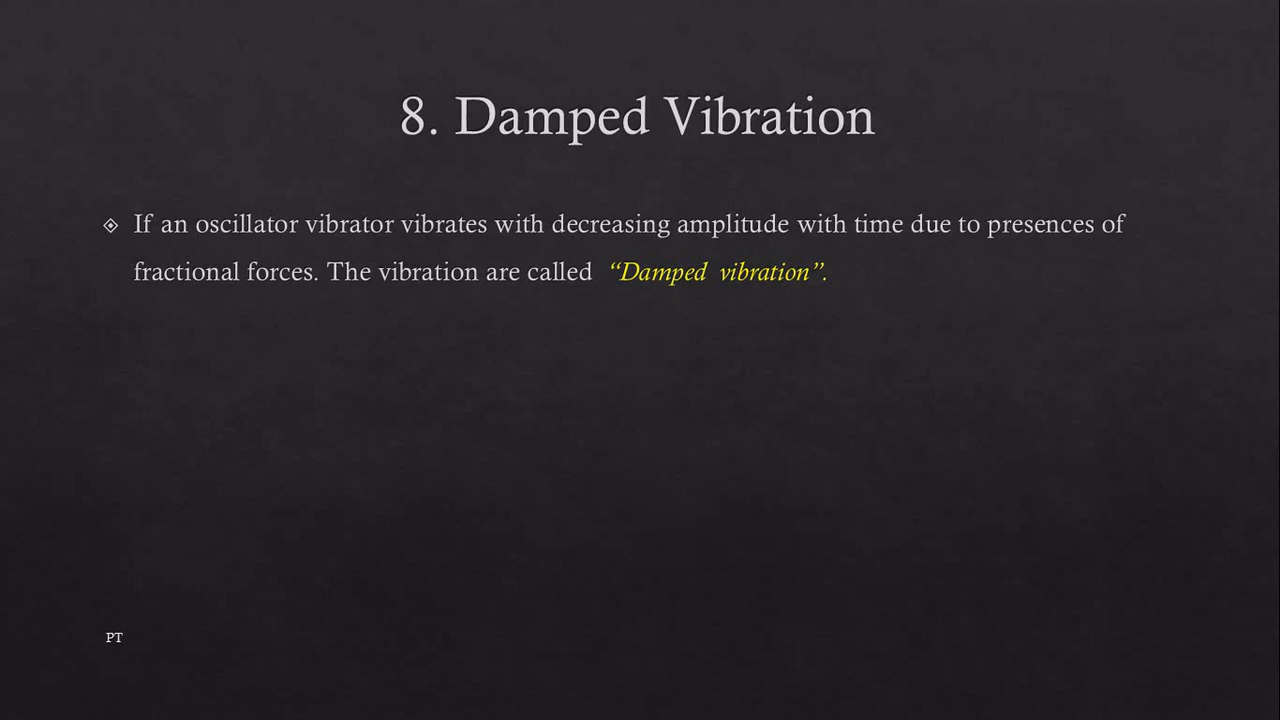 8. Damped Vibration
If an oscillator vibrator vibrates with decreasing amplitude with time due to presences of
fractional forces. The vibration are called “Damped vibration”.
PT